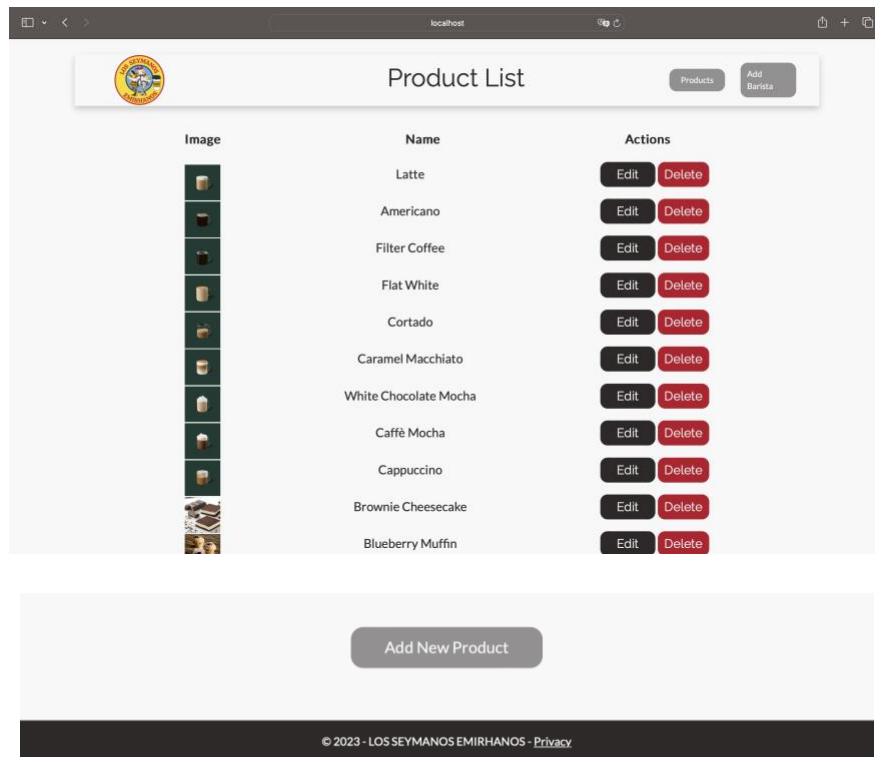 localhost
LOS SEYMANOS
EMIRHANOS
Product List
Products
Add
Barista
Image Name Actions
Latte Edit Delete
Americano Edit Delete
Filter Coffee Edit Delete
Flat White Edit Delete
Cortado Edit Delete
Caramel Macchiato Edit Delete
White Chocolate Mocha Edit Delete
Caffè Mocha Edit Delete
Cappuccino Edit Delete
Brownie Cheesecake Edit Delete
Blueberry Muffin Edit Delete
Add New Product
© 2023 - LOS SEYMANOS EMIRHANOS - Privacy